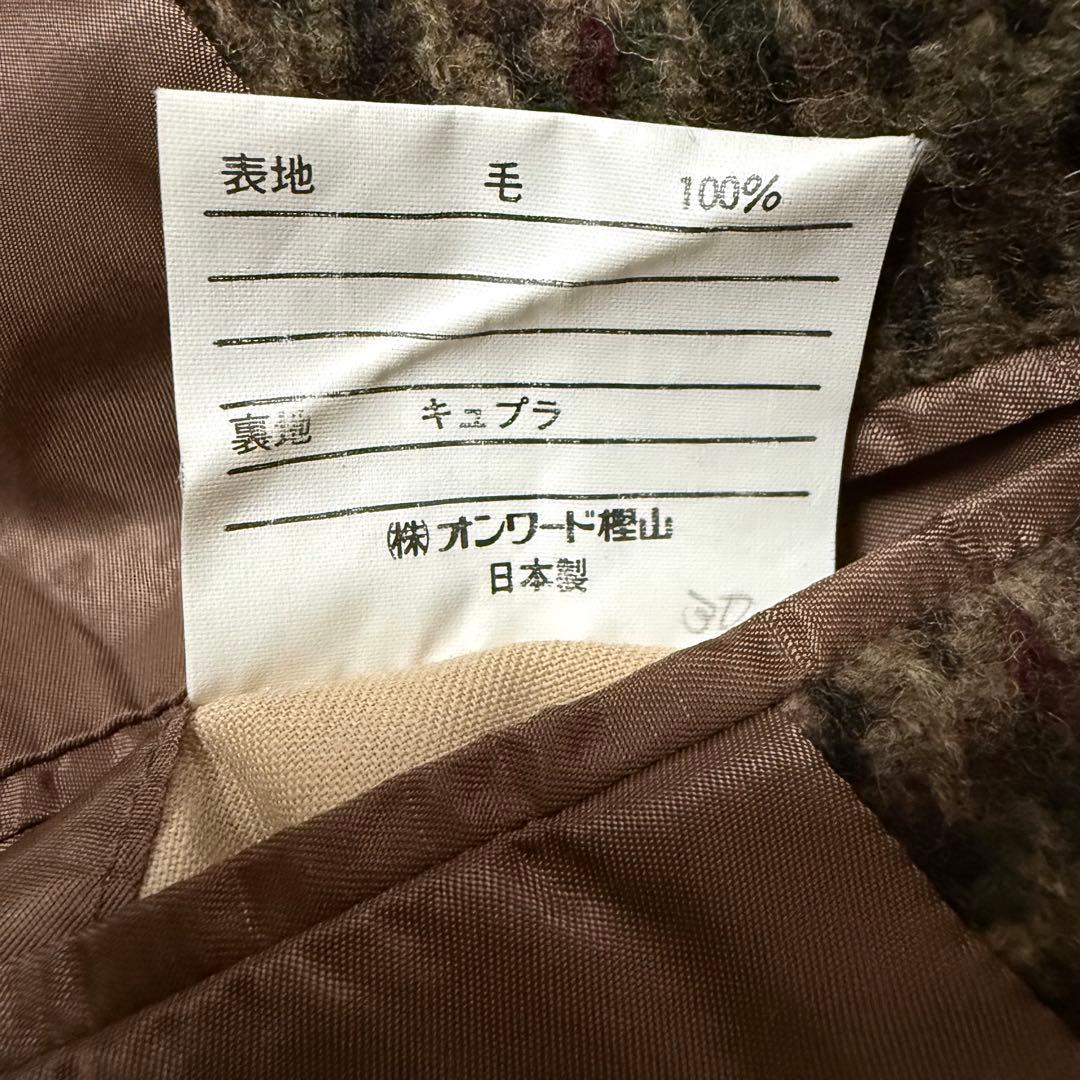 表地 毛 100%
裏地 キュプラ
㈱オンワード樫山
日本製